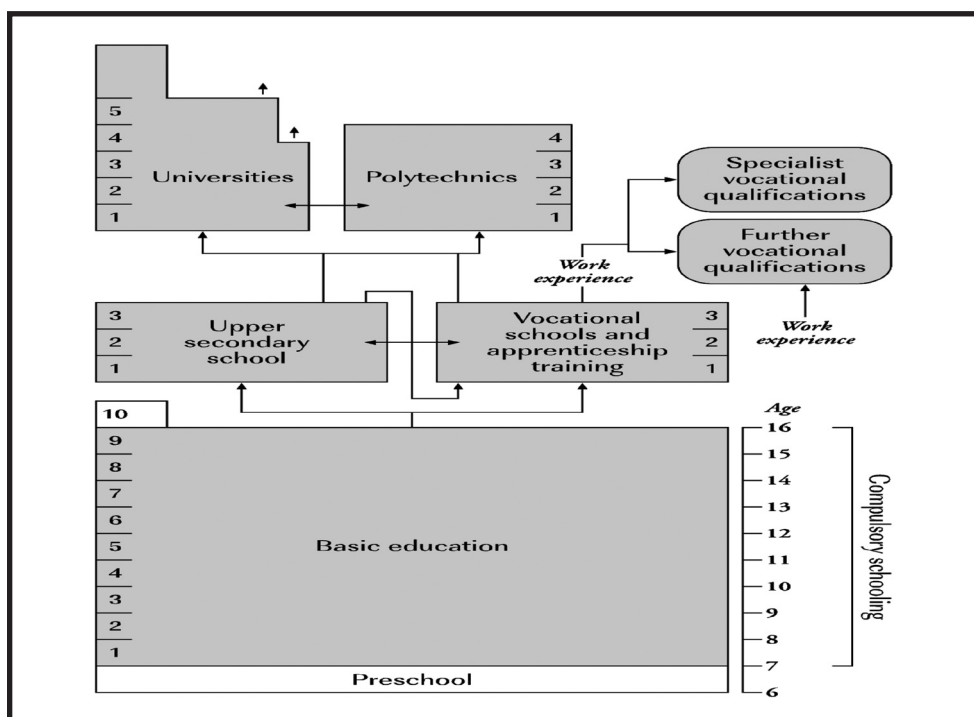 5
4
3
2
1
Universities
Polytechnics
4
3
2
1
Specialist
vocational
qualifications
Further
vocational
qualifications
Work
experience
Work
experience
3
2
1
Upper
secondary
school
Vocational
schools and
apprenticeship
training
3
2
1
10
9
8
7
6
5
4
3
2
1
Basic education
Preschool
Age
16
15
14
13
12
11
10
9
8
7
6
Compulsory schooling